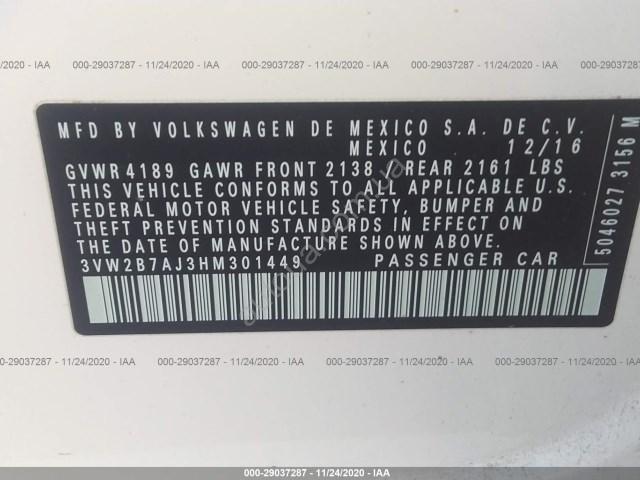 000-29037287 - 11/24/2020 - IAA
MFD BY VOLKSWAGEN DE MEXICO S.A. DE C.V.
MEXICO 12/16
GVWR 4189 GAWR FRONT 2138 REAR 2161 LBS
THIS VEHICLE CONFORMS TO ALL APPLICABLE U.S.
FEDERAL MOTOR VEHICLE SAFETY, BUMPER AND
THEFT PREVENTION STANDARDS IN EFFECT ON
THE DATE OF MANUFACTURE SHOWN ABOVE.
3VW2B7AJ3HM301449 PASSENGER CAR
5046027 3156 M
000-29037287 - 11/24/2020 - IAA
000-29037287 - 11/24/2020 - IAA